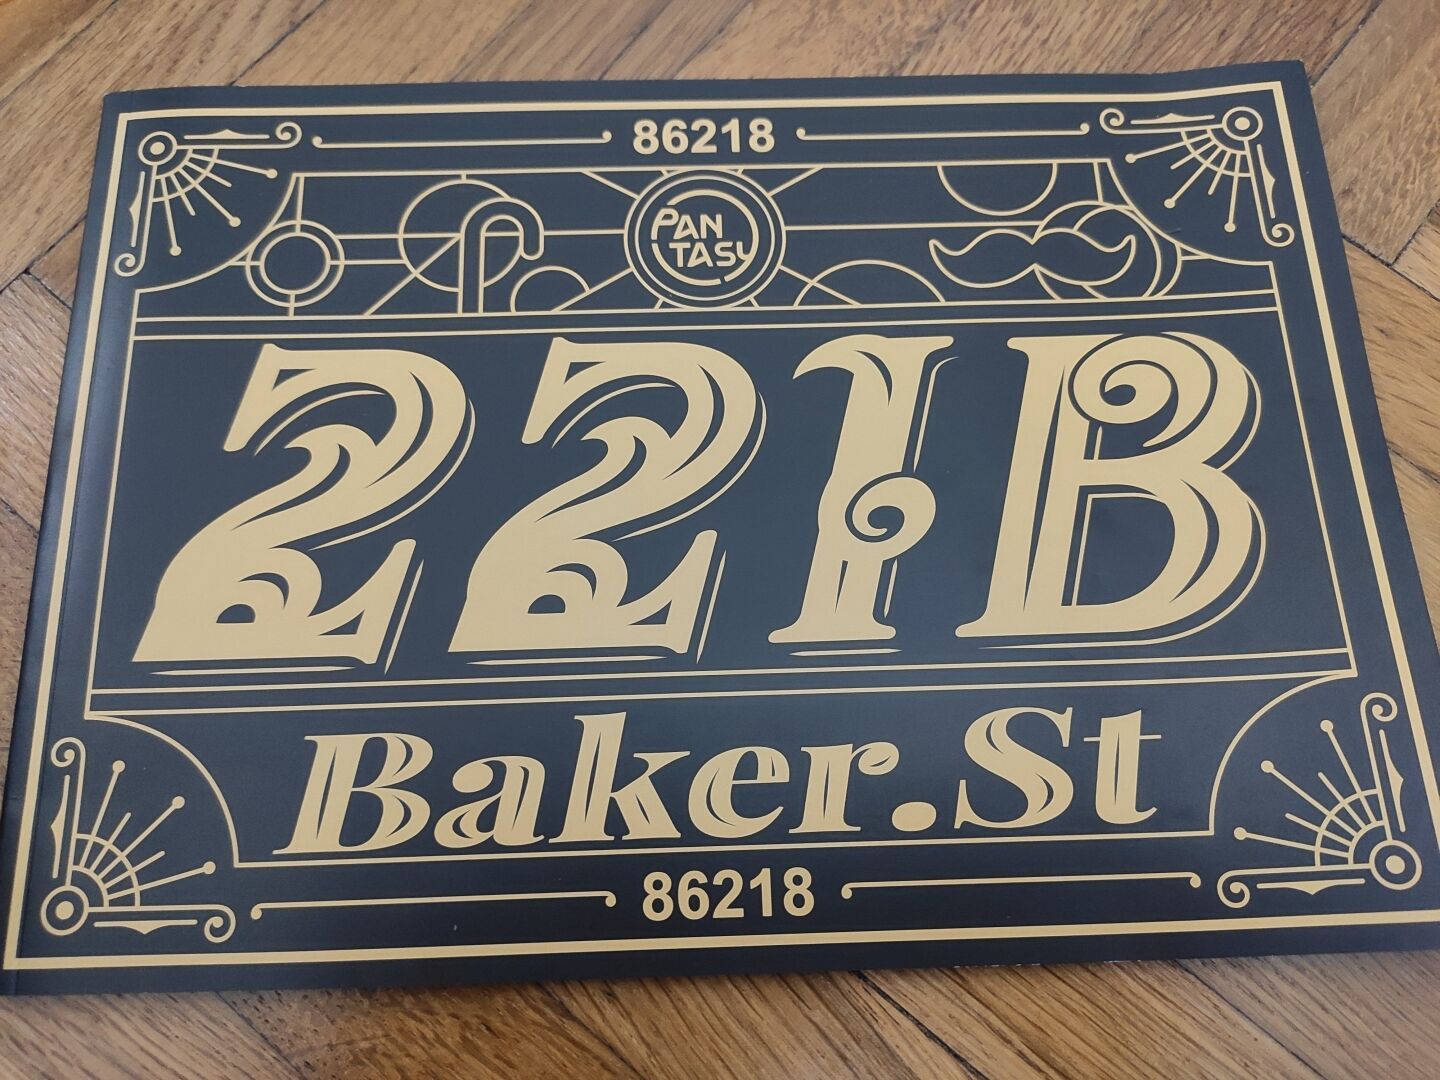 86218
PAN
TASY
221B
Baker.St
86218